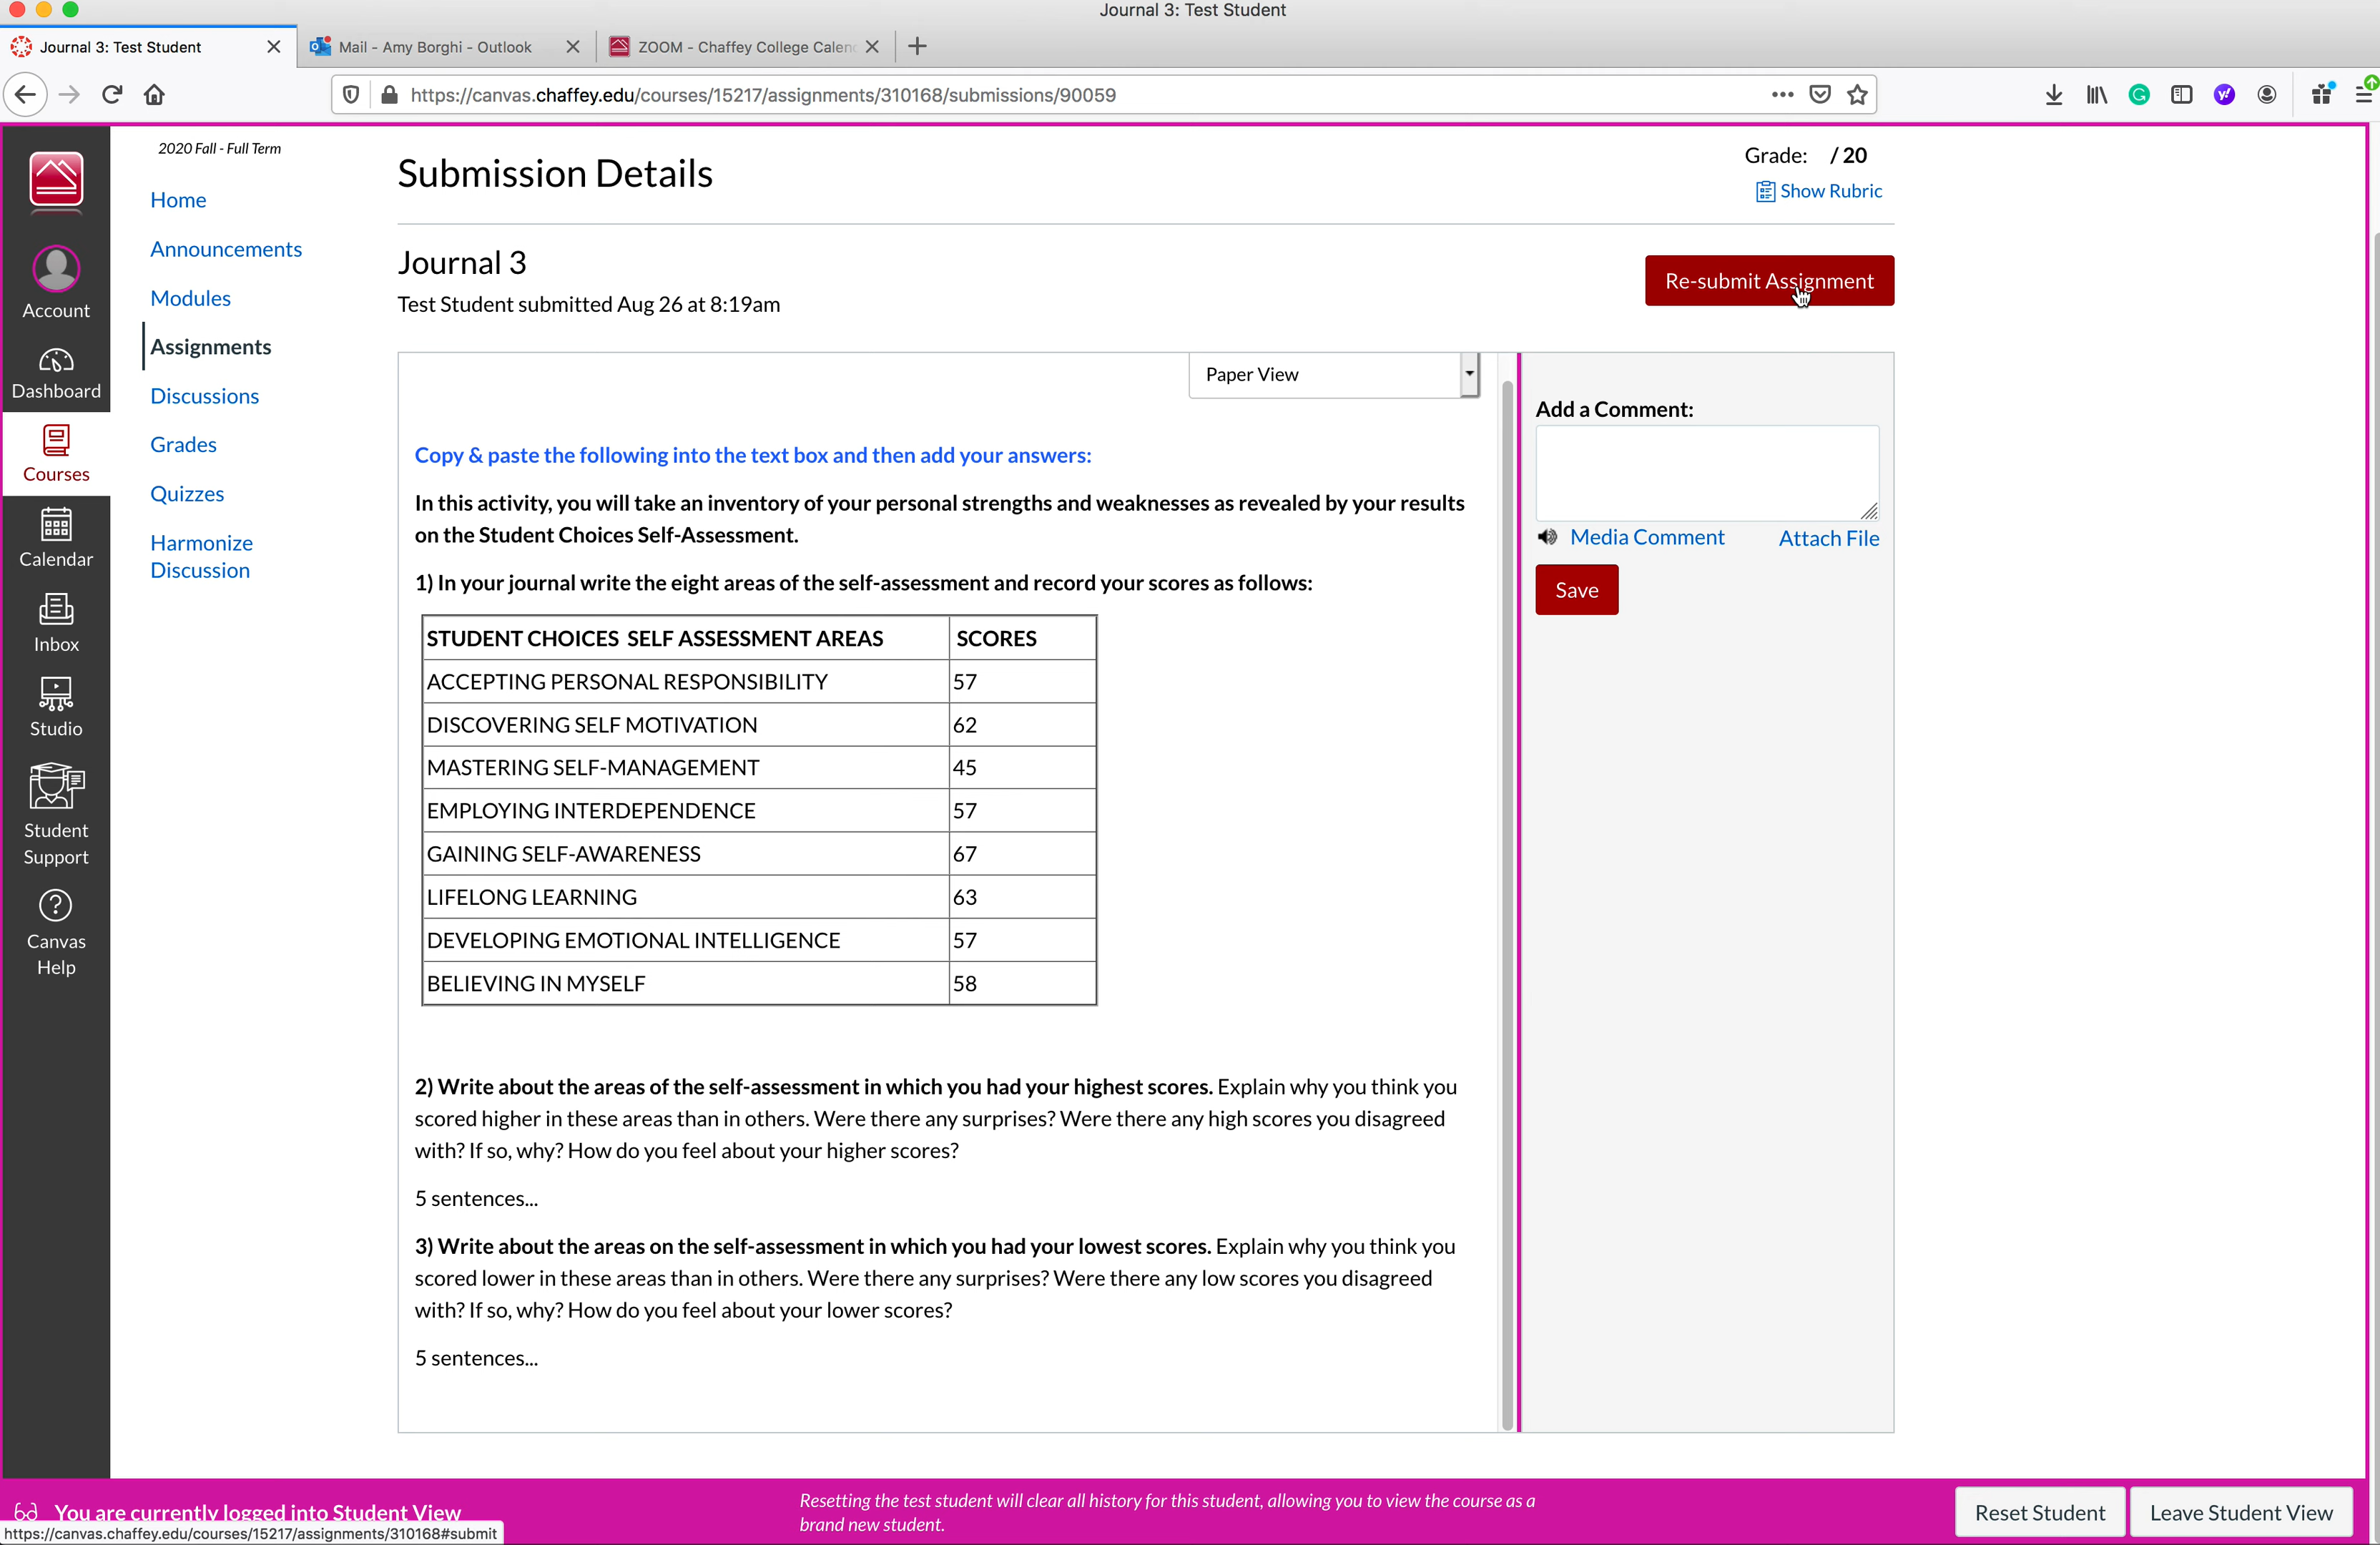 Journal 3: Test Student
Journal 3: Test Student
Mail - Amy Borghi - Outlook
ZOOM - Chaffey College Calen
https://canvas.chaffey.edu/courses/15217/assignments/310168/submissions/90059
Account
Dashboard
Courses
Calendar
Inbox
Studio
Student
Support
Canvas
Help
2020 Fall - Full Term
Home
Announcements
Modules
Assignments
Discussions
Grades
Quizzes
Harmonize
Discussion
Submission Details
Grade: / 20
Show Rubric
Journal 3
Test Student submitted Aug 26 at 8:19am
Re-submit Assignment
Paper View
Copy & paste the following into the text box and then add your answers:
In this activity, you will take an inventory of your personal strengths and weaknesses as revealed by your results
on the Student Choices Self-Assessment.
1) In your journal write the eight areas of the self-assessment and record your scores as follows:
STUDENT CHOICES SELF ASSESSMENT AREAS SCORES
ACCEPTING PERSONAL RESPONSIBILITY 57
DISCOVERING SELF MOTIVATION 62
MASTERING SELF-MANAGEMENT 45
EMPLOYING INTERDEPENDENCE 57
GAINING SELF-AWARENESS 67
LIFELONG LEARNING 63
DEVELOPING EMOTIONAL INTELLIGENCE 57
BELIEVING IN MYSELF 58
2) Write about the areas of the self-assessment in which you had your highest scores. Explain why you think you
scored higher in these areas than in others. Were there any surprises? Were there any high scores you disagreed
with? If so, why? How do you feel about your higher scores?
5 sentences...
3) Write about the areas on the self-assessment in which you had your lowest scores. Explain why you think you
scored lower in these areas than in others. Were there any surprises? Were there any low scores you disagreed
with? If so, why? How do you feel about your lower scores?
5 sentences...
Add a Comment:
Media Comment
Attach File
Save
You are currently logged into Student View
https://canvas.chaffey.edu/courses/15217/assignments/310168#submit
Resetting the test student will clear all history for this student, allowing you to view the course as a
brand new student.
Reset Student
Leave Student View